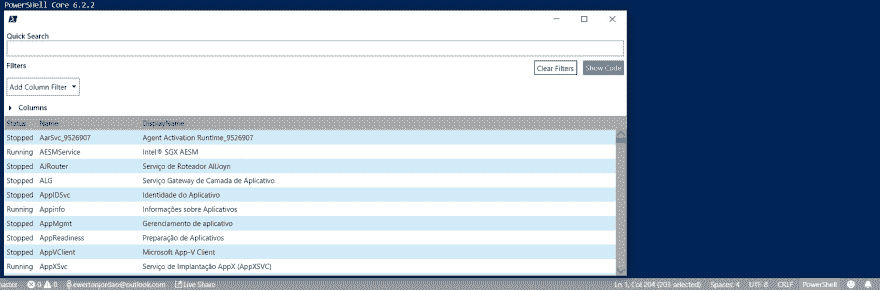 PowerShell Core 6.2.2
Quick Search
Filters
Clear Filters Show Code
Add Column Filter
Columns
Status Name DisplayName
Stopped AarSvc_9526907 Agent Activation Runtime_9526907
Running AESMService Intel® SGX AESM
Stopped AJRouter Serviço de Roteador AllJoyn
Stopped ALG Serviço Gateway de Camada de Aplicativo
Stopped AppIDSvc Identidade do Aplicativo
Running Appinfo Informações sobre Aplicativos
Stopped AppMgmt Gerenciamento de aplicativo
Stopped AppReadiness Preparação de Aplicativos
Stopped AppVClient Microsoft App-V Client
Running AppXSvc Serviço de Implantação AppX (AppXSVC)
master 0 0 ewertonjordao@outlook.com Live Share Ln 1, Col 204 (203 selected) Spaces: 4 UTF-8 CRLF PowerShell